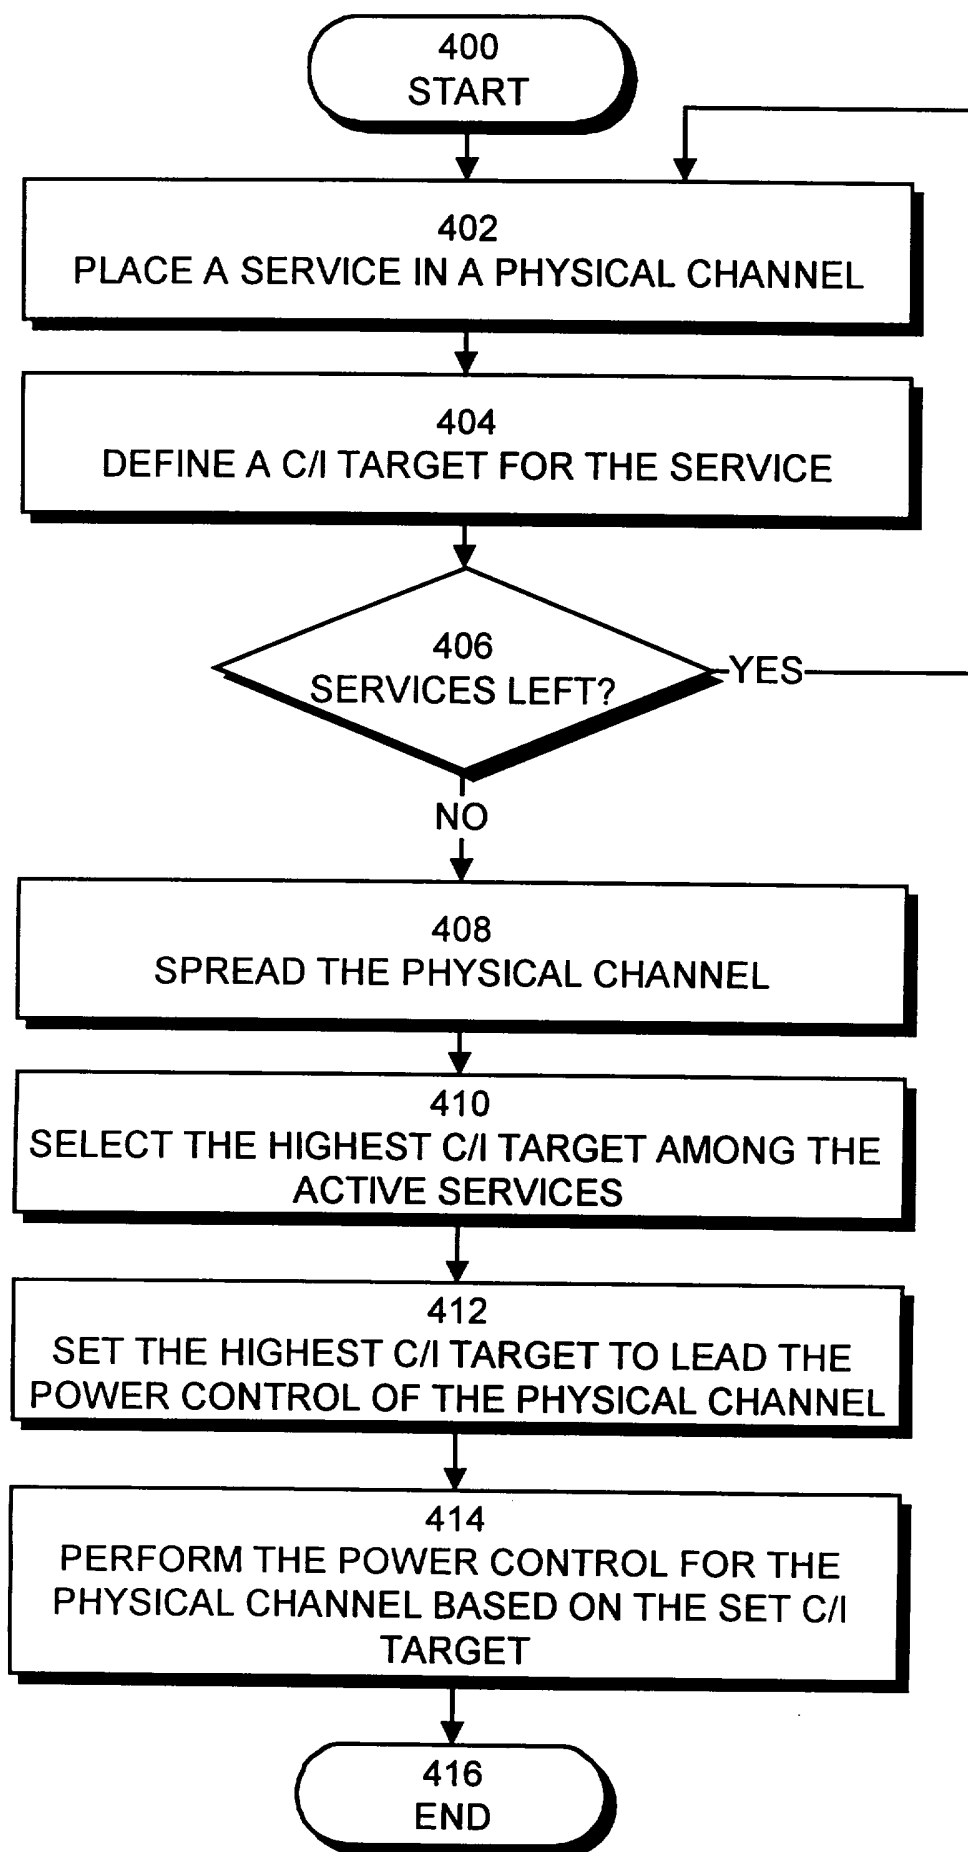 400
START
402
PLACE A SERVICE IN A PHYSICAL CHANNEL
404
DEFINE A C/I TARGET FOR THE SERVICE
406
SERVICES LEFT?
YES
NO
408
SPREAD THE PHYSICAL CHANNEL
410
SELECT THE HIGHEST C/I TARGET AMONG THE
ACTIVE SERVICES
412
SET THE HIGHEST C/I TARGET TO LEAD THE
POWER CONTROL OF THE PHYSICAL CHANNEL
414
PERFORM THE POWER CONTROL FOR THE
PHYSICAL CHANNEL BASED ON THE SET C/I
TARGET
416
END